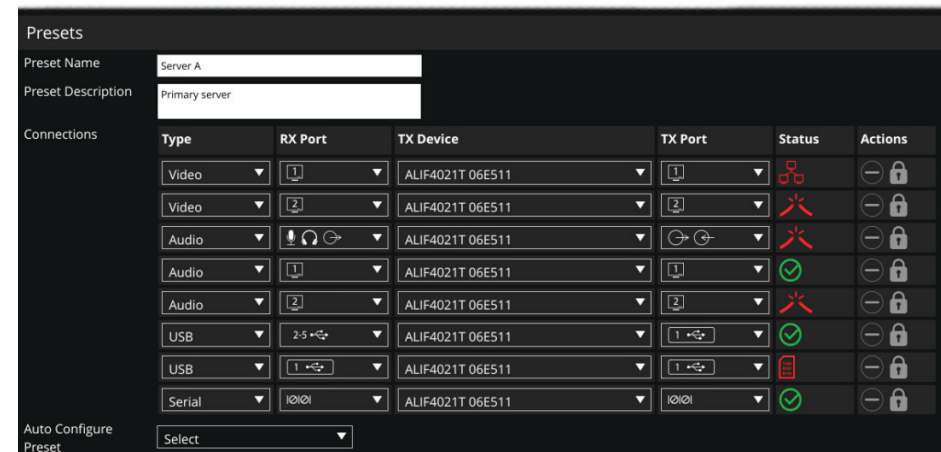 Presets
Preset Name Server A
Preset Description Primary server
Connections Type RX Port TX Device TX Port Status Actions
Video 1 ALIF4021T 06E511 1
Video 2 ALIF4021T 06E511 2
Audio ALIF4021T 06E511
Audio 1 ALIF4021T 06E511 1
Audio 2 ALIF4021T 06E511 2
USB 2-5 ALIF4021T 06E511 1
USB 1 ALIF4021T 06E511 1
Serial IOIOI ALIF4021T 06E511 IOIOI
Auto Configure
Preset Select